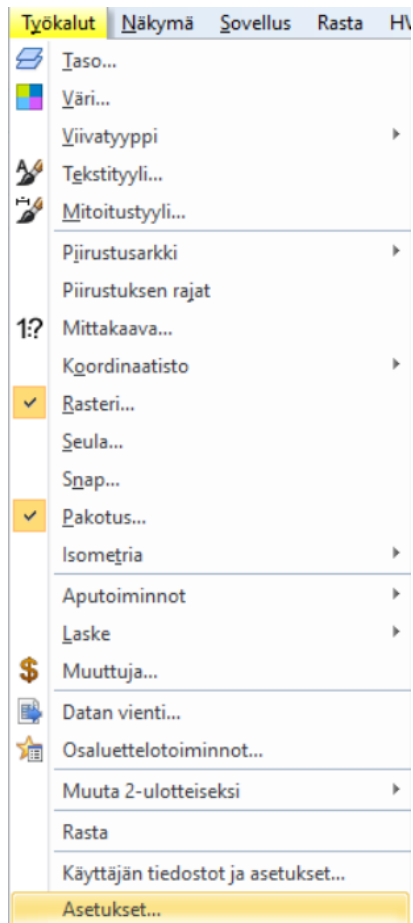 Työkalut Näkymä Sovellus Rasta
Taso...
Väri...
Viivatyyppi
Tekstityyli...
Mitoitustyyli...
Piirustusarkki
Piirustuksen rajat
1:? Mittakaava...
Koordinaatisto
Rasteri...
Seula...
Snap...
Pakotus...
Isometria
Aputoiminnot
Laske
$ Muuttuja...
Datan vienti...
Osaluettelotoiminnot...
Muuta 2-ulotteiseksi
Rasta
Käyttäjän tiedostot ja asetukset...
Asetukset...